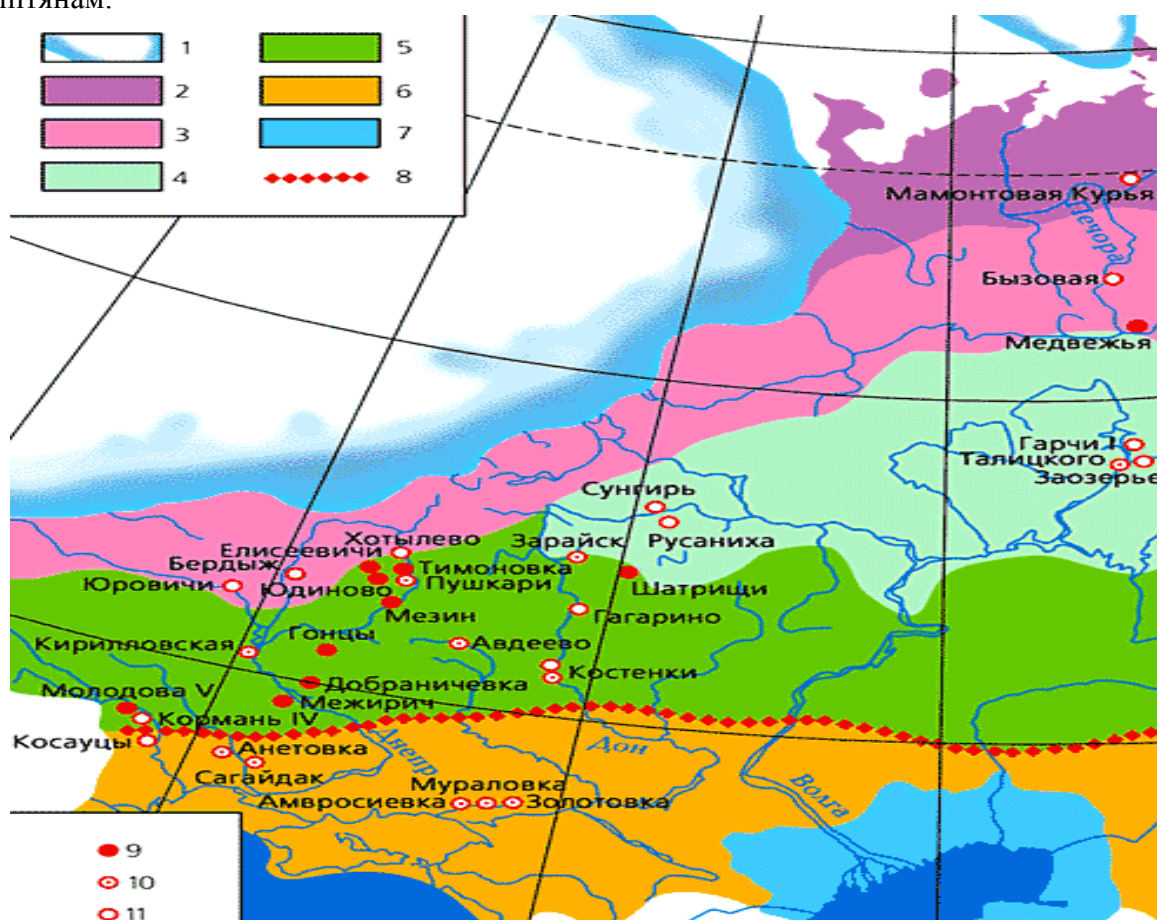 1 5
2 6
3 7
4 8
Мамонтовая Курья
Печора
Бызовая
Медвежья
Гарчи I
Талицкого
Заозерье
Сунгирь
Русаниха
Хотылево
Елисеевичи
Зарайск
Бердыж
Тимоновка
Юровичи
Юдиново
Пушкари
Шатрищи
Мезин
Гагарино
Гонцы
Кирилловская
Авдеево
Костенки
Добраничевка
Молодова V
Межирич
Кормань IV
Косауцы
Анетовка
Днепр
Дон
Сагайдак
Мураловка
Волга
Амвросиевка
Золотовка
9
10
11